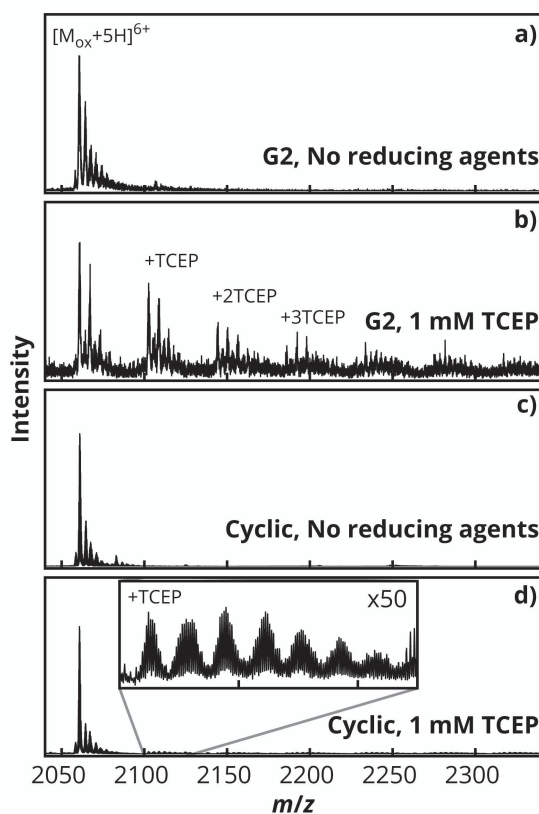 [Mox+5H]6+
a)
G2, No reducing agents
b)
+TCEP
+2TCEP
+3TCEP
G2, 1 mM TCEP
Intensity
c)
Cyclic, No reducing agents
d)
+TCEP
x50
Cyclic, 1 mM TCEP
2050 2100 2150 2200 2250 2300
m/z